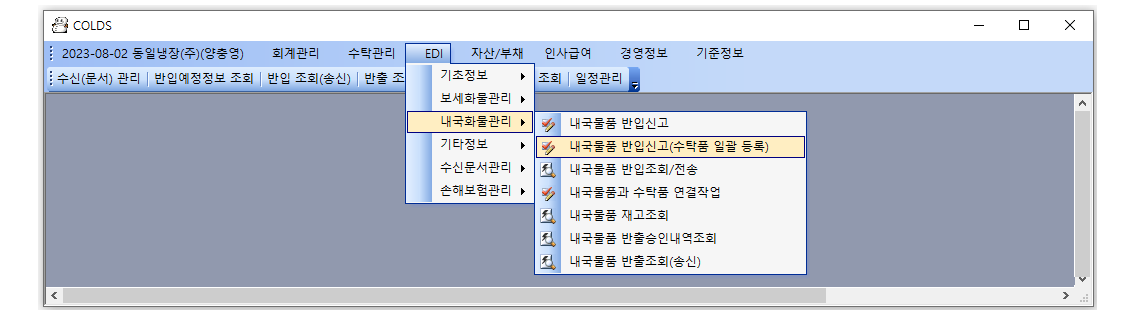 COLDS
2023-08-02 동일냉장(주)(양충영) 회계관리 수탁관리 EDI 자산/부채 인사급여 경영정보 기준정보
수신(문서) 관리 반입예정정보 조회 반입 조회(송신) 반출 조 조회 일정관리
기초정보
보세화물관리
내국화물관리
기타정보
수신문서관리
손해보험관리
내국물품 반입신고
내국물품 반입신고(수탁품 일괄 등록)
내국물품 반입조회/전송
내국물품과 수탁품 연결작업
내국물품 재고조회
내국물품 반출승인내역조회
내국물품 반출조회(송신)